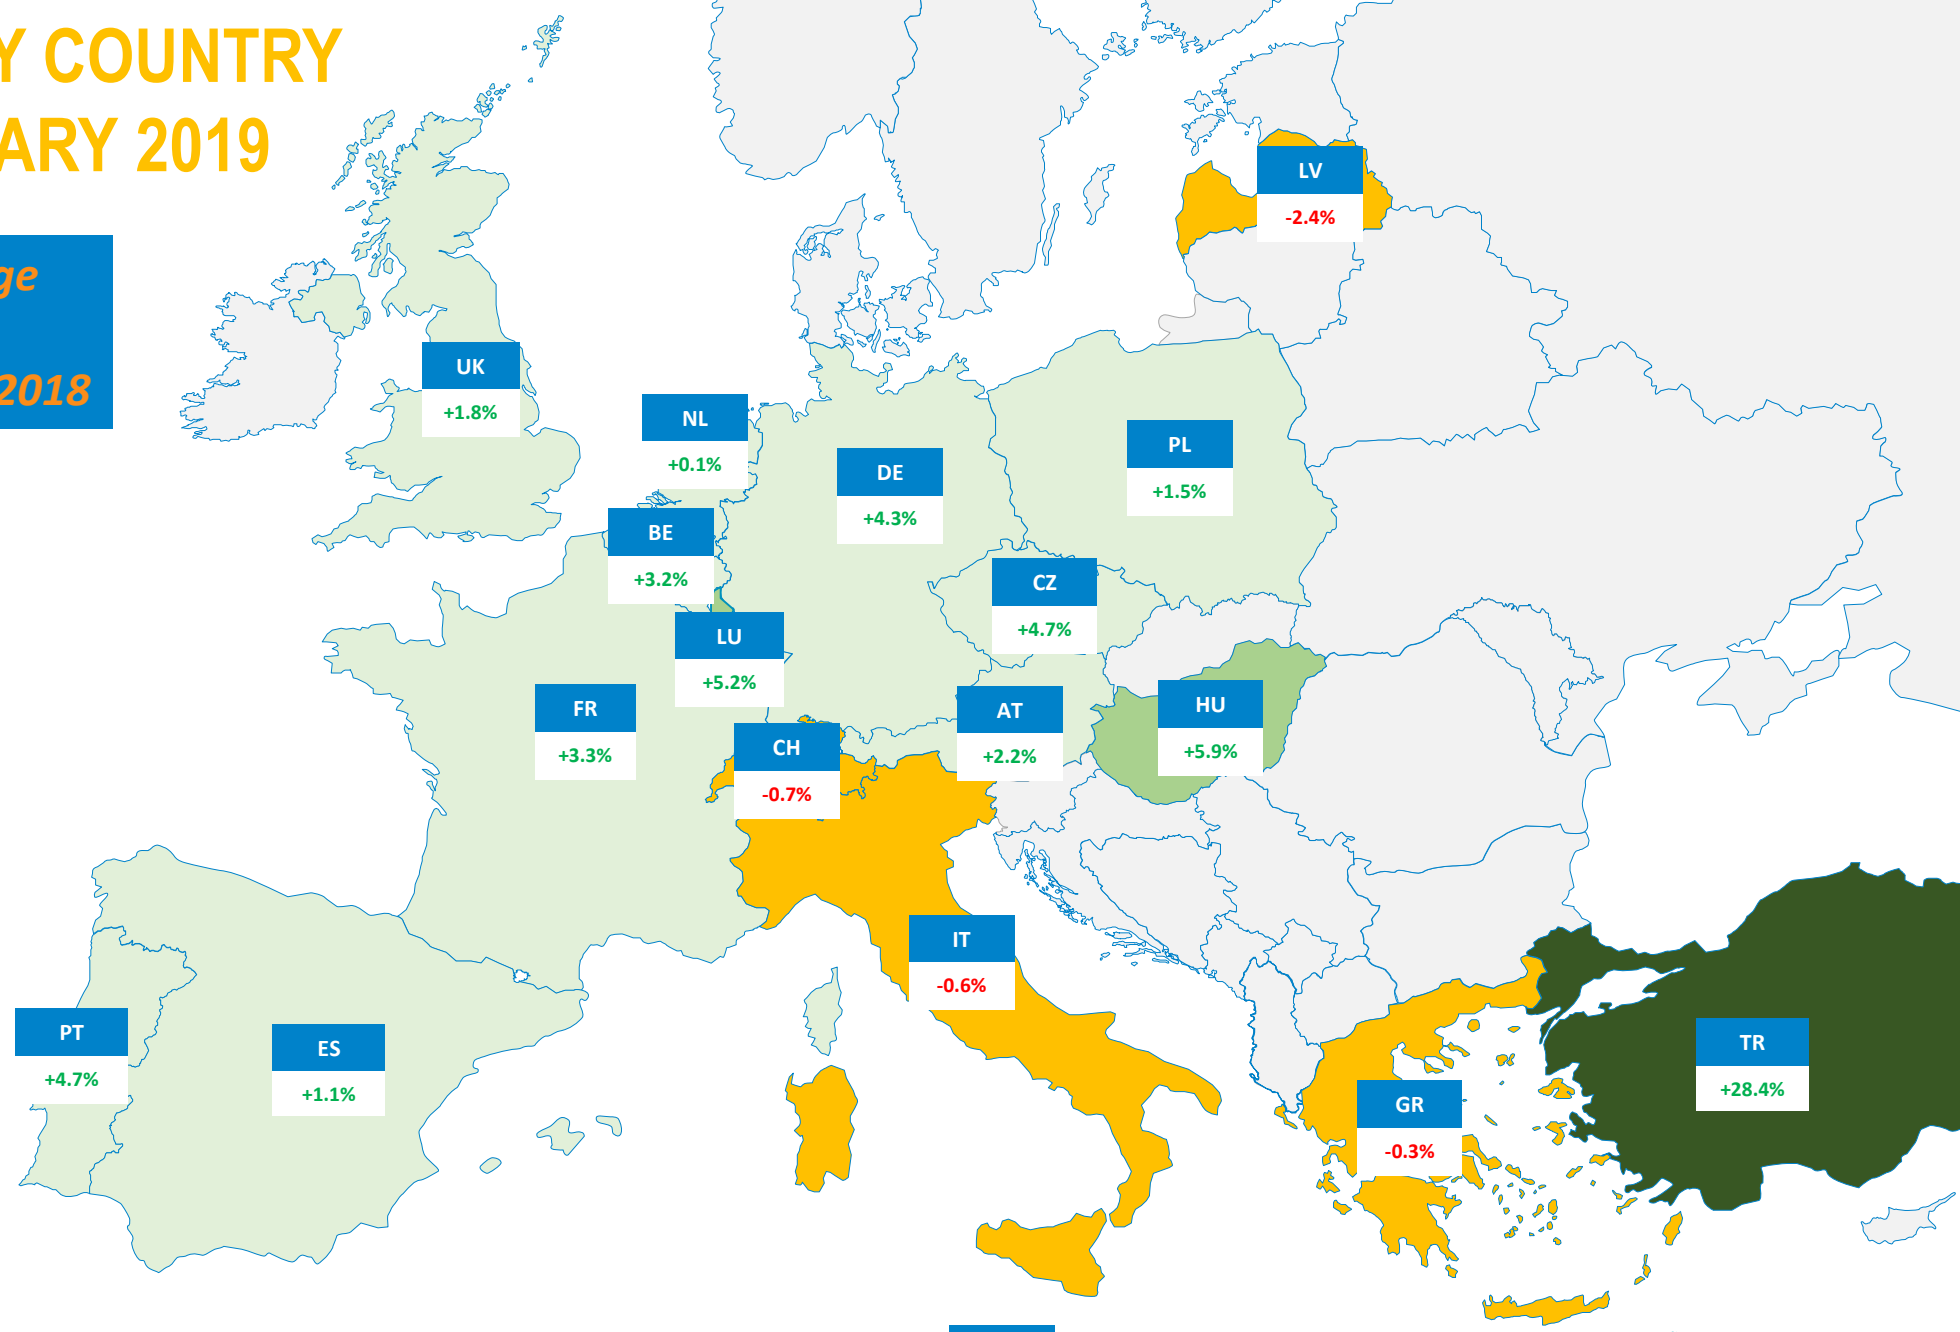 Y COUNTRY
ARY 2019
ge
2018
LV
-2.4%
UK
+1.8%
NL
+0.1%
PL
+1.5%
DE
+4.3%
BE
+3.2%
CZ
+4.7%
LU
+5.2%
FR
+3.3%
AT
+2.2%
HU
+5.9%
CH
-0.7%
IT
-0.6%
PT
+4.7%
ES
+1.1%
TR
+28.4%
GR
-0.3%